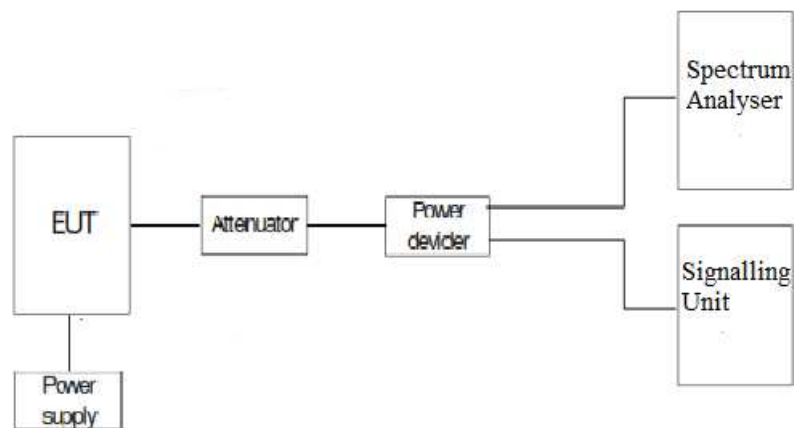 Spectrum
Analyser
EUT
Attenuator
Power
devider
Signalling
Unit
Power
supply